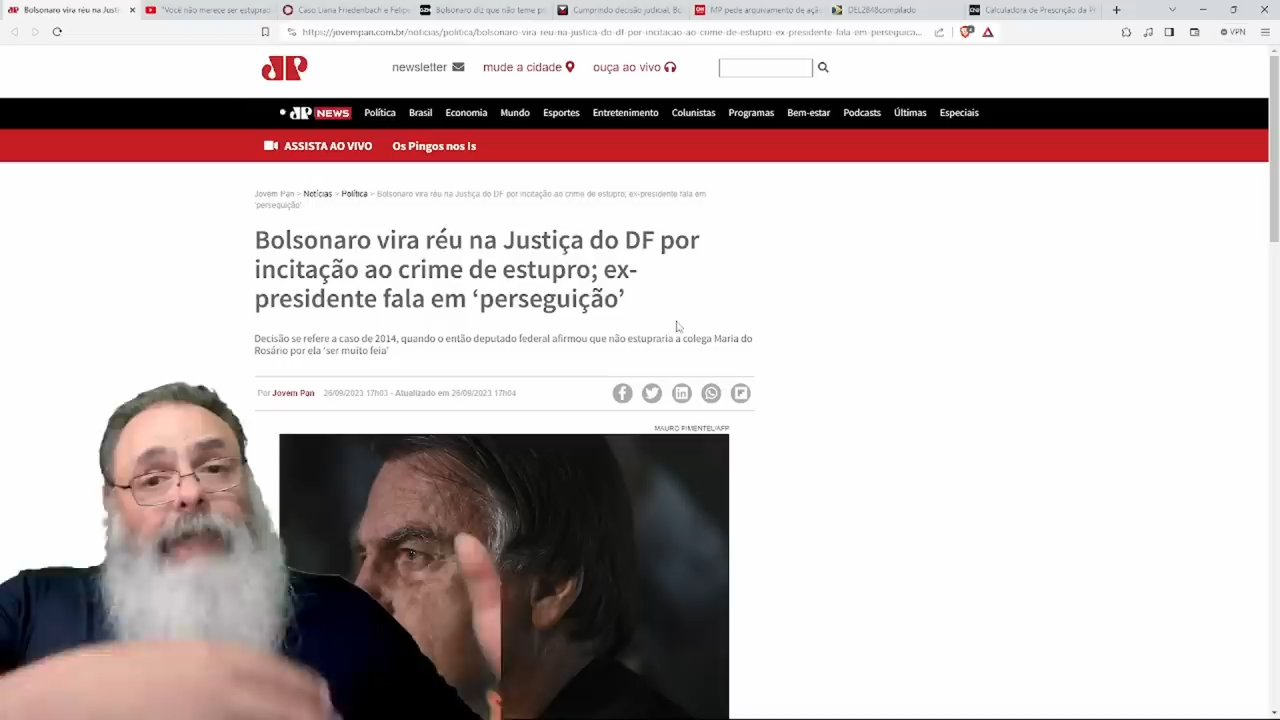 Bolsonaro vira réu na Just
"Você não merece ser estuprad
Caso Liana Friedenbach e Felip
Bolsonaro diz que não teme p
Cumprindo decisão judicial, Bo
MP pede arquivamento de açã
DEL2848compilado
Calculadora de Prescrição da P
https://jovempan.com.br/noticias/politica/bolsonaro-vira-reu-na-justica-do-df-por-incitacao-ao-crime-de-estupro-ex-presidente-fala-em-perseguica...
VPN
JP
newsletter
mude a cidade
ouça ao vivo
JP NEWS
Política
Brasil
Economia
Mundo
Esportes
Entretenimento
Colunistas
Programas
Bem-estar
Podcasts
Últimas
Especiais
ASSISTA AO VIVO
Os Pingos nos Is
Jovem Pan > Notícias > Política > Bolsonaro vira réu na Justiça do DF por incitação ao crime de estupro; ex-presidente fala em
'perseguição'
Bolsonaro vira réu na Justiça do DF por
incitação ao crime de estupro; ex-
presidente fala em ‘perseguição’
Decisão se refere a caso de 2014, quando o então deputado federal afirmou que não estupraria a colega Maria do
Rosário por ela ‘ser muito feia’
Por Jovem Pan 26/09/2023 17h03 - Atualizado em 26/09/2023 17h04
MAURO PIMENTEL/AFP